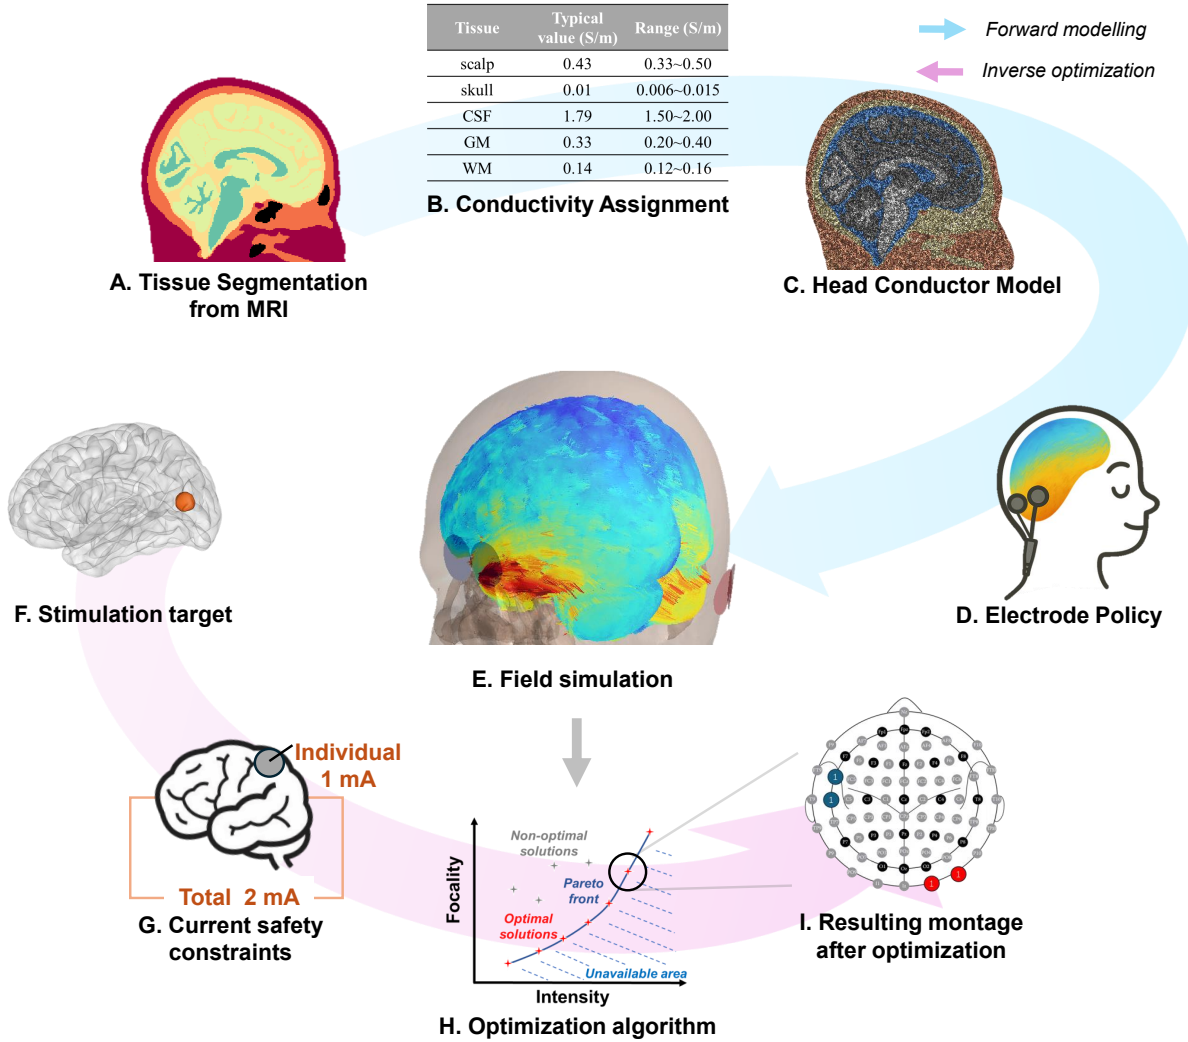 Tissue Typical value (S/m) Range (S/m)
scalp 0.43 0.33~0.50
skull 0.01 0.006~0.015
CSF 1.79 1.50~2.00
GM 0.33 0.20~0.40
WM 0.14 0.12~0.16
B. Conductivity Assignment
Forward modelling
Inverse optimization
A. Tissue Segmentation
from MRI
C. Head Conductor Model
D. Electrode Policy
E. Field simulation
F. Stimulation target
Individual
1 mA
Total 2 mA
G. Current safety
constraints
Focality
Non-optimal
solutions
Pareto
front
Optimal
solutions
Unavailable area
Intensity
H. Optimization algorithm
1
1
1
1
I. Resulting montage
after optimization